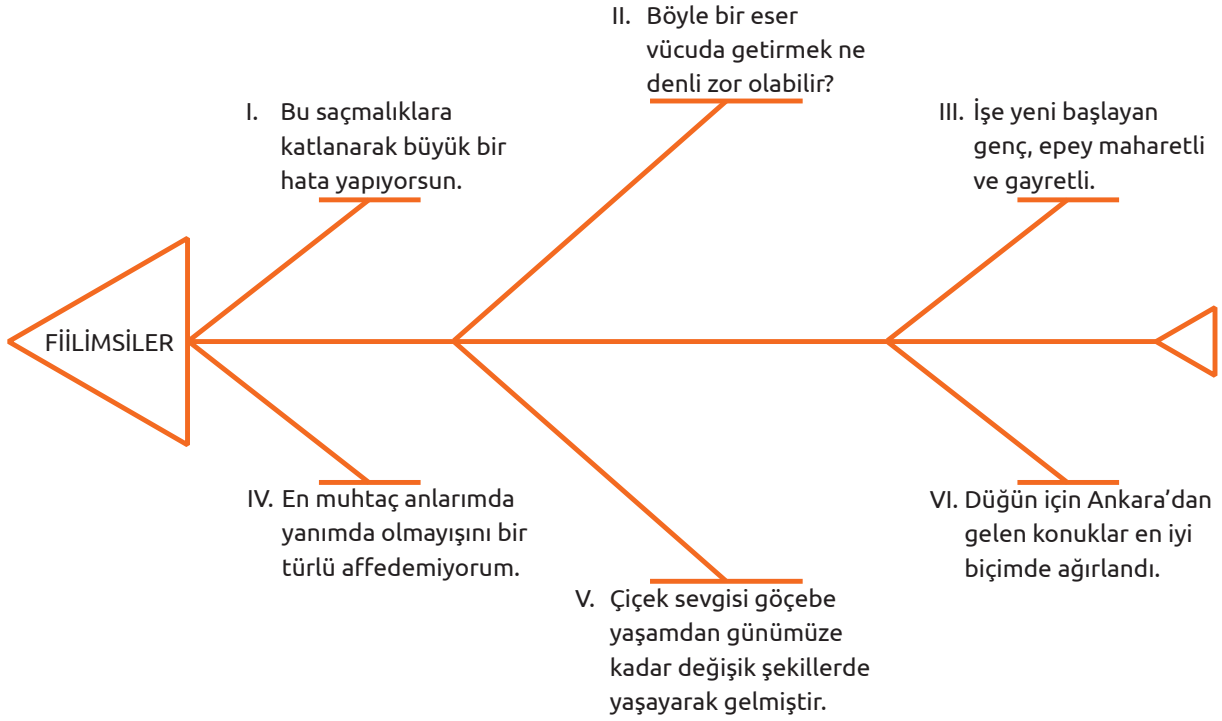 I. Bu saçmalıklara
katlanarak büyük bir
hata yapıyorsun.
II. Böyle bir eser
vücuda getirmek ne
denli zor olabilir?
III. İşe yeni başlayan
genç, epey maharetli
ve gayretli.
FİİLİMSİLER
IV. En muhtaç anlarımda
yanımda olmayışını bir
türlü affedemiyorum.
V. Çiçek sevgisi göçebe
yaşamdan günümüze
kadar değişik şekillerde
yaşayarak gelmiştir.
VI. Düğün için Ankara’dan
gelen konuklar en iyi
biçimde ağırlandı.